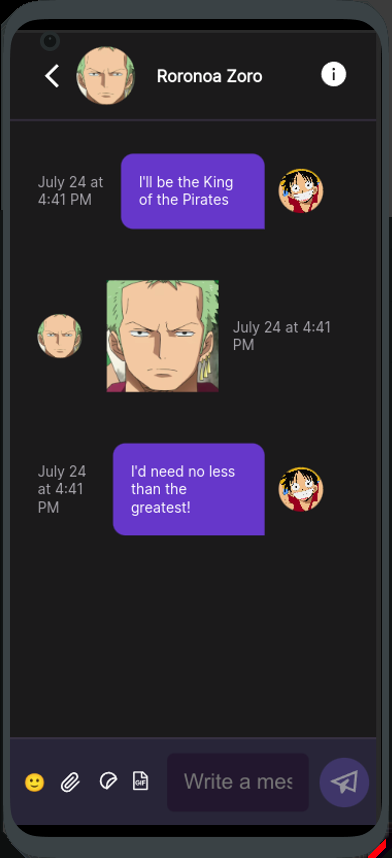 Roronoa Zoro
July 24 at
4:41 PM
I'll be the King
of the Pirates
July 24 at 4:41
PM
July 24
at 4:41
PM
I'd need no less
than the
greatest!
GIF
Write a mes